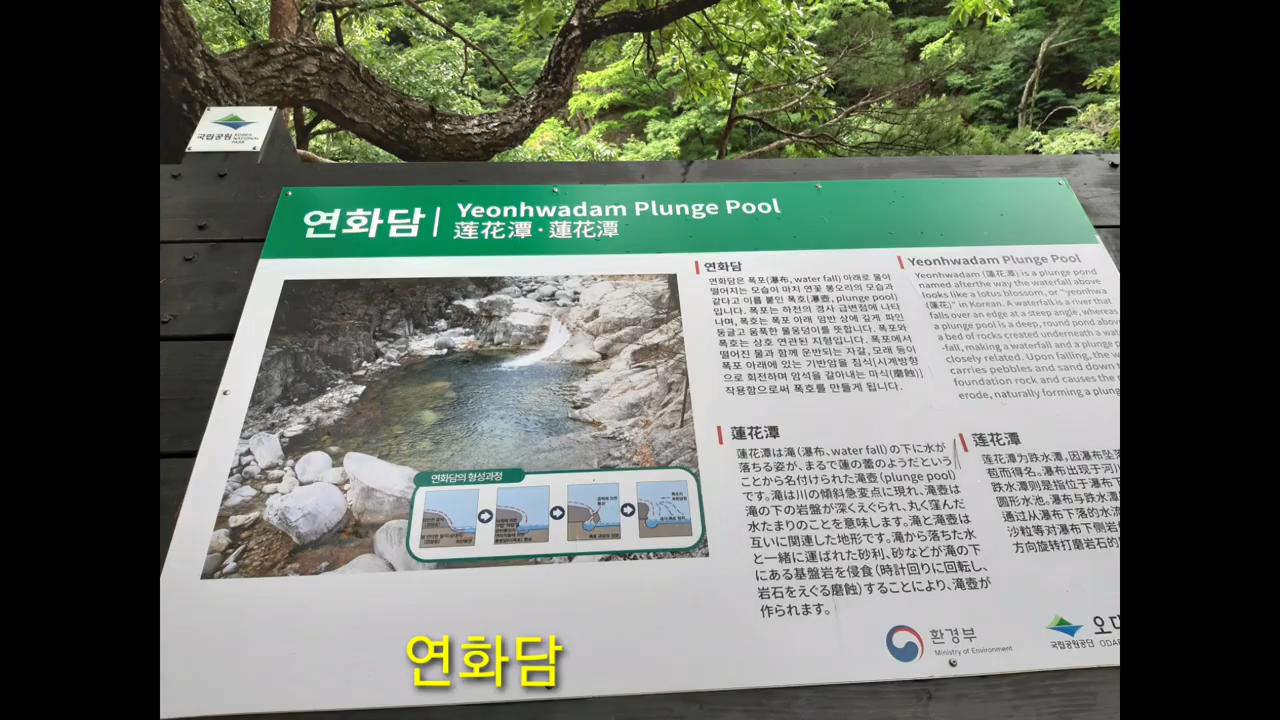 국립공원
KOREA
NATIONAL
PARK
연화담
Yeonhwadam Plunge Pool
莲花潭·蓮花潭
연화담
연화담은 폭포(瀑布, water fall) 아래로 물이
떨어지는 모습이 마치 연꽃 봉오리의 모습과
같다고 이름 붙인 폭호(瀑壺, plunge pool)
입니다. 폭포는 하천의 경사 급변점에 나타
나며, 폭호는 폭포 아래 암반 상에 깊게 파인
둥글고 움푹한 물웅덩이를 뜻합니다. 폭포와
폭호는 상호 연관된 지형입니다. 폭포에서
떨어진 물과 함께 운반되는 자갈, 모래 등이
폭포 아래에 있는 기반암을 침식(시계방향
으로 회전하며 암석을 갈아내는 마식(磨蝕)]
작용함으로써 폭호를 만들게 됩니다.
Yeonhwadam Plunge Pool
Yeonhwadam (蓮花潭) is a plunge pond
named afterthe way the waterfall above
looks like a lotus blossom, or "yeonhwa
(蓮花)" in Korean. A waterfall is a river that
falls over an edge at a steep angle, whereas
a plunge pool is a deep, round pond above
a bed of rocks created underneath a wat
-fall, making a waterfall and a plunge p
closely related. Upon falling, the w
carries pebbles and sand down t
foundation rock and causes the
erode, naturally forming a plung
蓮花潭
蓮花潭は滝（瀑布、water fall）の下に水が
落ちる姿が、まるで蓮の蕾のようだという
ことから名付けられた滝壺（plunge pool）
です。滝は川の傾斜急変点に現れ、滝壺は
滝の下の岩盤が深くえぐられ、丸く窪んだ
水たまりのことを意味します。滝と滝壺は
互いに関連した地形です。滝から落ちた水
と一緒に運ばれた砂利、砂などが滝の下
にある基盤岩を侵食（時計回りに回転し、
岩石をえぐる磨蝕）することにより、滝壺が
作られます。
莲花潭
莲花潭为跌水潭，因瀑布坠落
苞而得名。瀑布出现于河川
跌水潭则是指位于瀑布下
圆形水池。瀑布与跌水潭
通过从瀑布下落的水流
沙粒等对瀑布下侧岩
方向旋转打磨岩石的
연화담의 형성과정
환경부
Ministry of Environment
국립공원공단
연화담